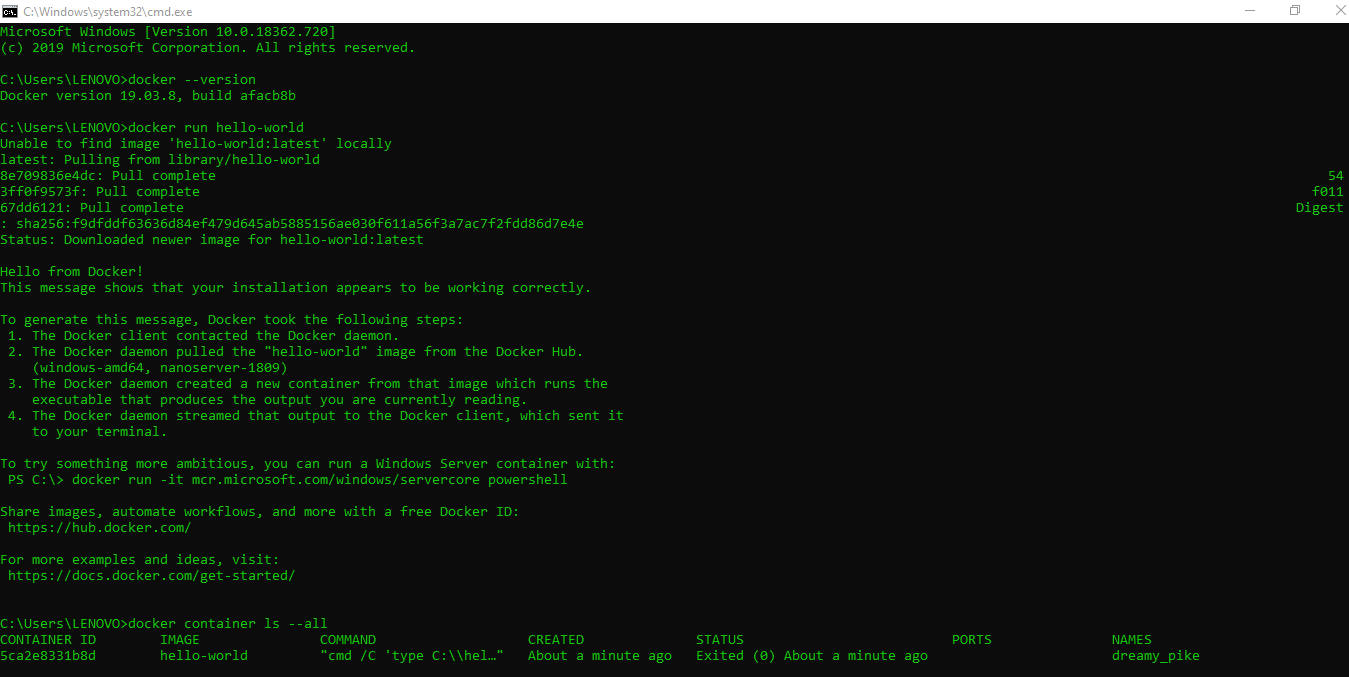 C:\Windows\system32\cmd.exe
Microsoft Windows [Version 10.0.18362.720]
(c) 2019 Microsoft Corporation. All rights reserved.
C:\Users\LENOVO>docker --version
Docker version 19.03.8, build afacb8b
C:\Users\LENOVO>docker run hello-world
Unable to find image 'hello-world:latest' locally
latest: Pulling from library/hello-world
8e709836e4dc: Pull complete 54
3ff0f9573f: Pull complete f011
67dd6121: Pull complete Digest
: sha256:f9dfddf63636d84ef479d645ab5885156ae030f611a56f3a7ac7f2fdd86d7e4e
Status: Downloaded newer image for hello-world:latest
Hello from Docker!
This message shows that your installation appears to be working correctly.
To generate this message, Docker took the following steps:
1. The Docker client contacted the Docker daemon.
2. The Docker daemon pulled the "hello-world" image from the Docker Hub.
(windows-amd64, nanoserver-1809)
3. The Docker daemon created a new container from that image which runs the
executable that produces the output you are currently reading.
4. The Docker daemon streamed that output to the Docker client, which sent it
to your terminal.
To try something more ambitious, you can run a Windows Server container with:
PS C:\> docker run -it mcr.microsoft.com/windows/servercore powershell
Share images, automate workflows, and more with a free Docker ID:
https://hub.docker.com/
For more examples and ideas, visit:
https://docs.docker.com/get-started/
C:\Users\LENOVO>docker container ls --all
CONTAINER ID IMAGE COMMAND CREATED STATUS PORTS NAMES
5ca2e8331b8d hello-world "cmd /C 'type C:\\hel…" About a minute ago Exited (0) About a minute ago dreamy_pike